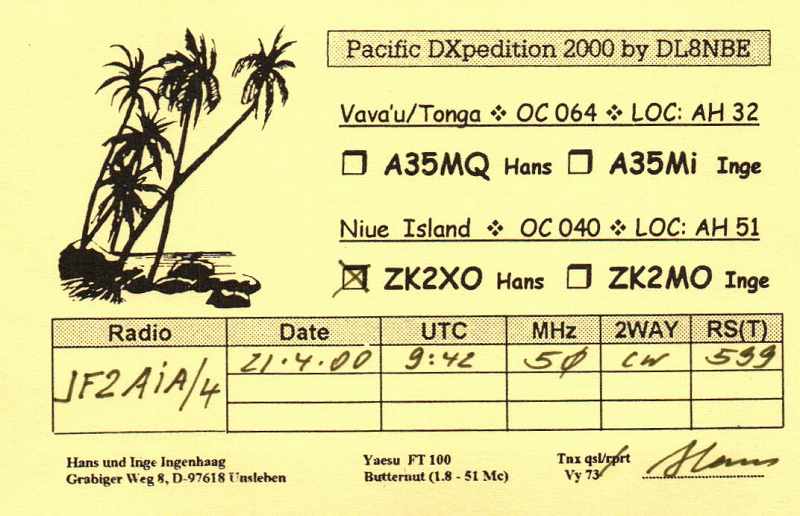 Pacific DXpedition 2000 by DL8NBE
Vava'u/Tonga ❖ OC 064 ❖ LOC: AH 32
☐ A35MQ Hans ☐ A35Mi Inge
Niue Island ❖ OC 040 ❖ LOC: AH 51
☒ ZK2XO Hans ☐ ZK2MO Inge
Radio Date UTC MHz 2WAY RS(T)
JF2AiA/4 21.4.00 9:42 50 CW 599
Hans und Inge Ingenhaag
Grabiger Weg 8, D-97618 Unsleben
Yaesu FT 100
Butternut (1.8 - 51 Mc)
Tnx qsl/rprt
Vy 73
Hans